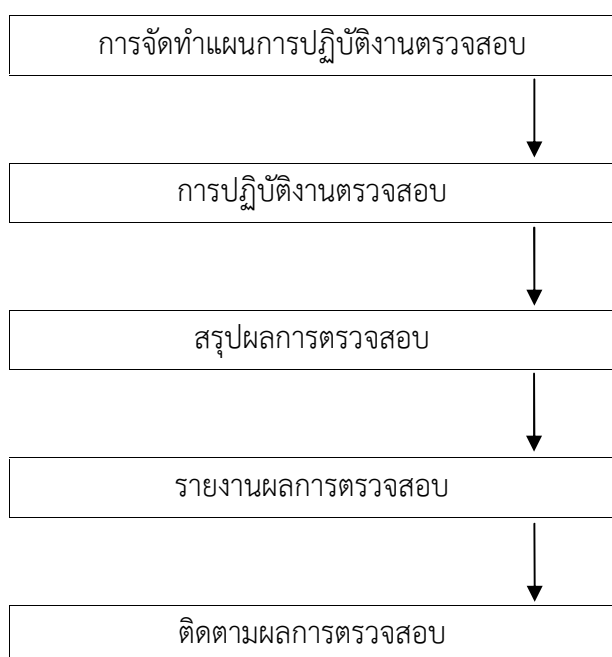 การจัดทำแผนการปฏิบัติงานตรวจสอบ
การปฏิบัติงานตรวจสอบ
สรุปผลการตรวจสอบ
รายงานผลการตรวจสอบ
ติดตามผลการตรวจสอบ